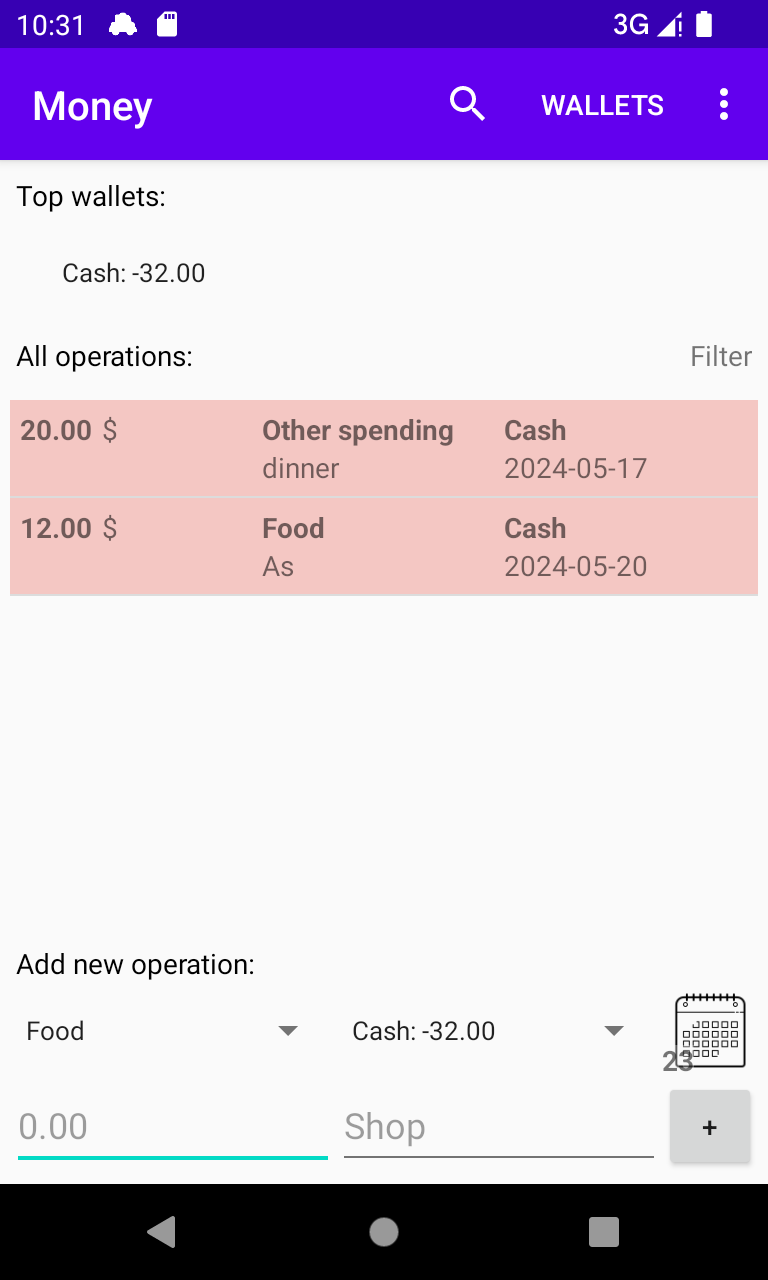 10:31 3G
Money WALLETS
Top wallets:
Cash: -32.00
All operations: Filter
20.00 $ Other spending Cash
dinner 2024-05-17
12.00 $ Food Cash
As 2024-05-20
Add new operation:
Food Cash: -32.00
23
0.00 Shop +